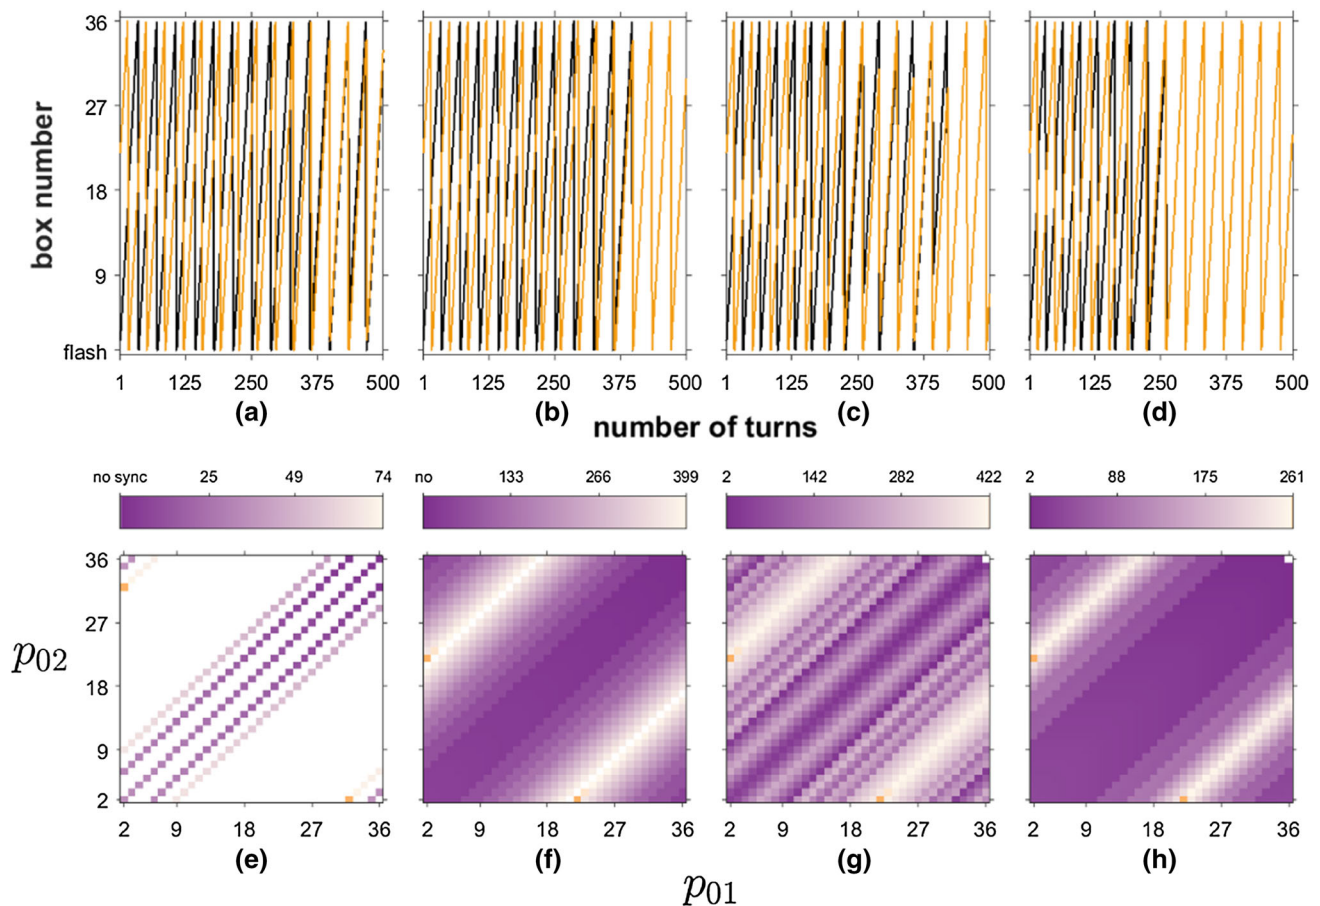 36
27
18
9
flash
box number
1 125 250 375 500
1 125 250 375 500
1 125 250 375 500
1 125 250 375 500
(a) (b) (c) (d)
number of turns
no sync 25 49 74
no 133 266 399
2 142 282 422
2 88 175 261
36
27
18
9
2
p02
2 9 18 27 36
2 9 18 27 36
2 9 18 27 36
2 9 18 27 36
(e) (f) (g) (h)
p01